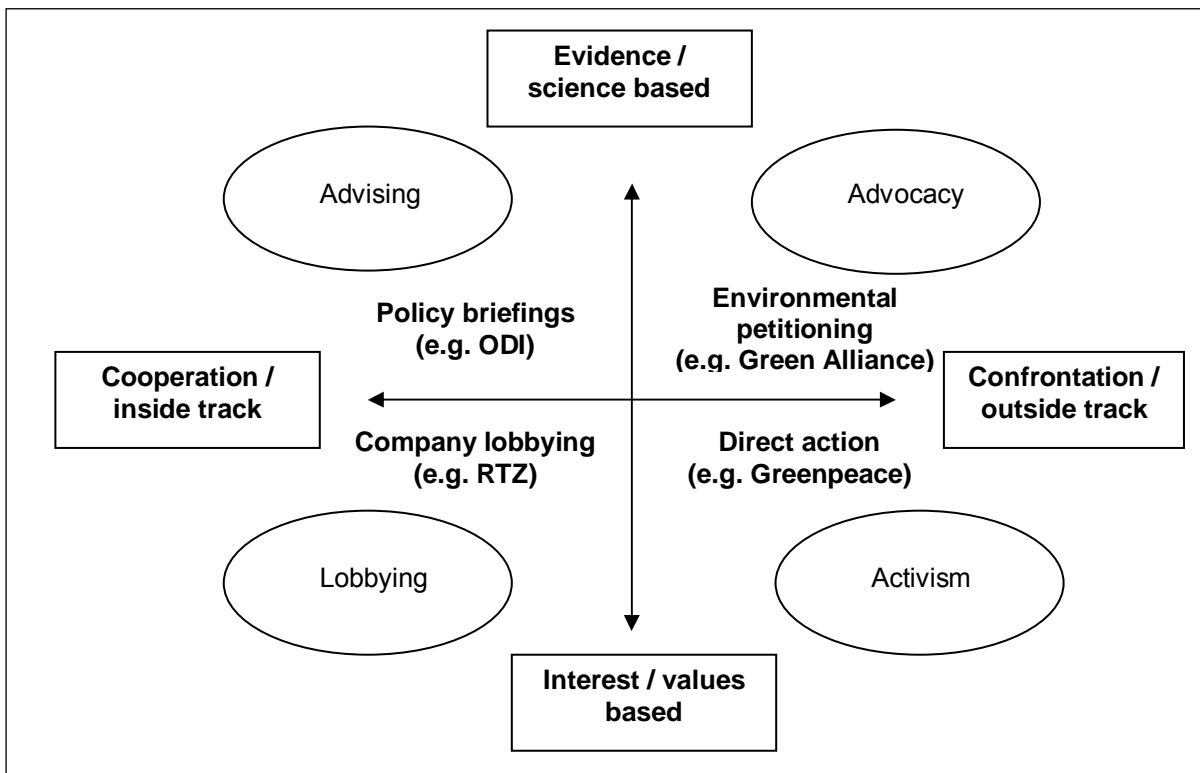 Evidence /
science based
Advising
Advocacy
Policy briefings
(e.g. ODI)
Environmental
petitioning
(e.g. Green Alliance)
Cooperation /
inside track
Confrontation /
outside track
Company lobbying
(e.g. RTZ)
Direct action
(e.g. Greenpeace)
Lobbying
Activism
Interest / values
based